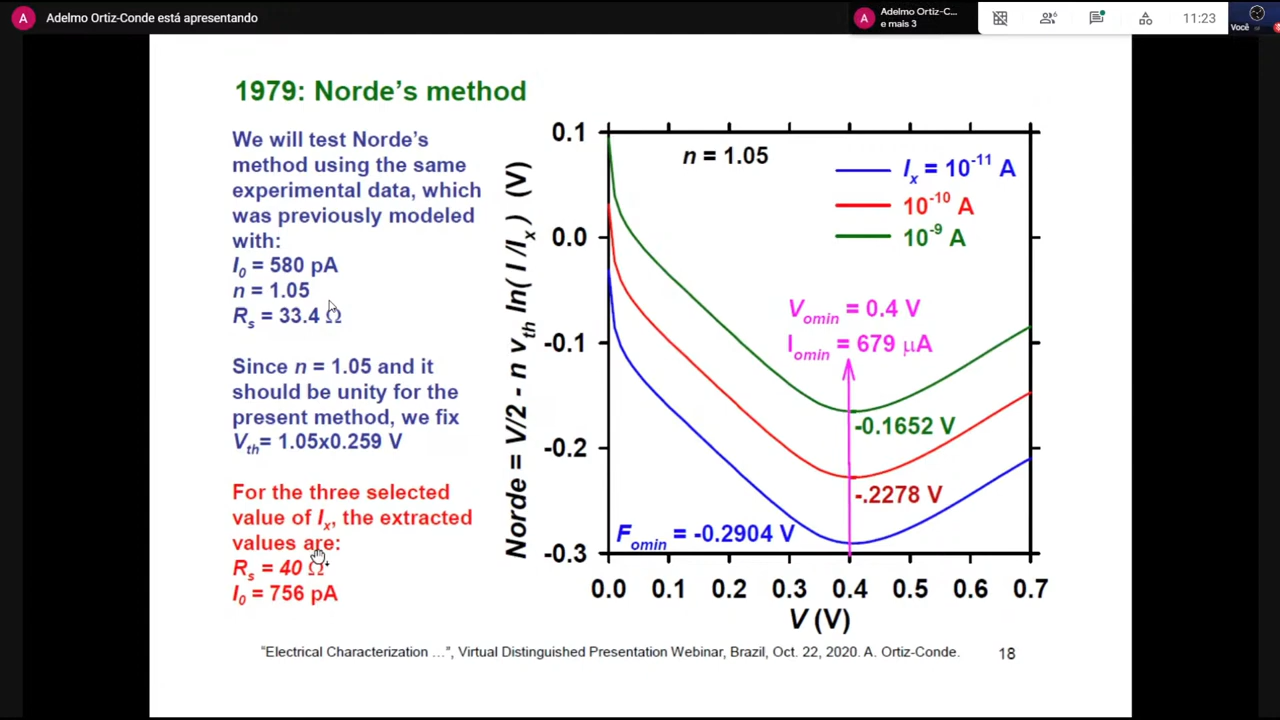 A Adelmo Ortiz-Conde está apresentando
A Adelmo Ortiz-C...
e mais 3
6
11:23
Você
1979: Norde's method
We will test Norde's
method using the same
experimental data, which
was previously modeled
with:
I0 = 580 pA
n = 1.05
Rs = 33.4 Ω
Since n = 1.05 and it
should be unity for the
present method, we fix
Vth= 1.05x0.259 V
For the three selected
value of Ix, the extracted
values are:
Rs = 40 Ω
I0 = 756 pA
Norde = V/2 - n vth ln( I /Ix ) (V)
0.1
0.0
-0.1
-0.2
-0.3
n = 1.05
Ix = 10-11 A
10-10 A
10-9 A
Vomin = 0.4 V
Iomin = 679 μA
-0.1652 V
-.2278 V
Fomin = -0.2904 V
0.0 0.1 0.2 0.3 0.4 0.5 0.6 0.7
V (V)
"Electrical Characterization ...", Virtual Distinguished Presentation Webinar, Brazil, Oct. 22, 2020. A. Ortiz-Conde.
18